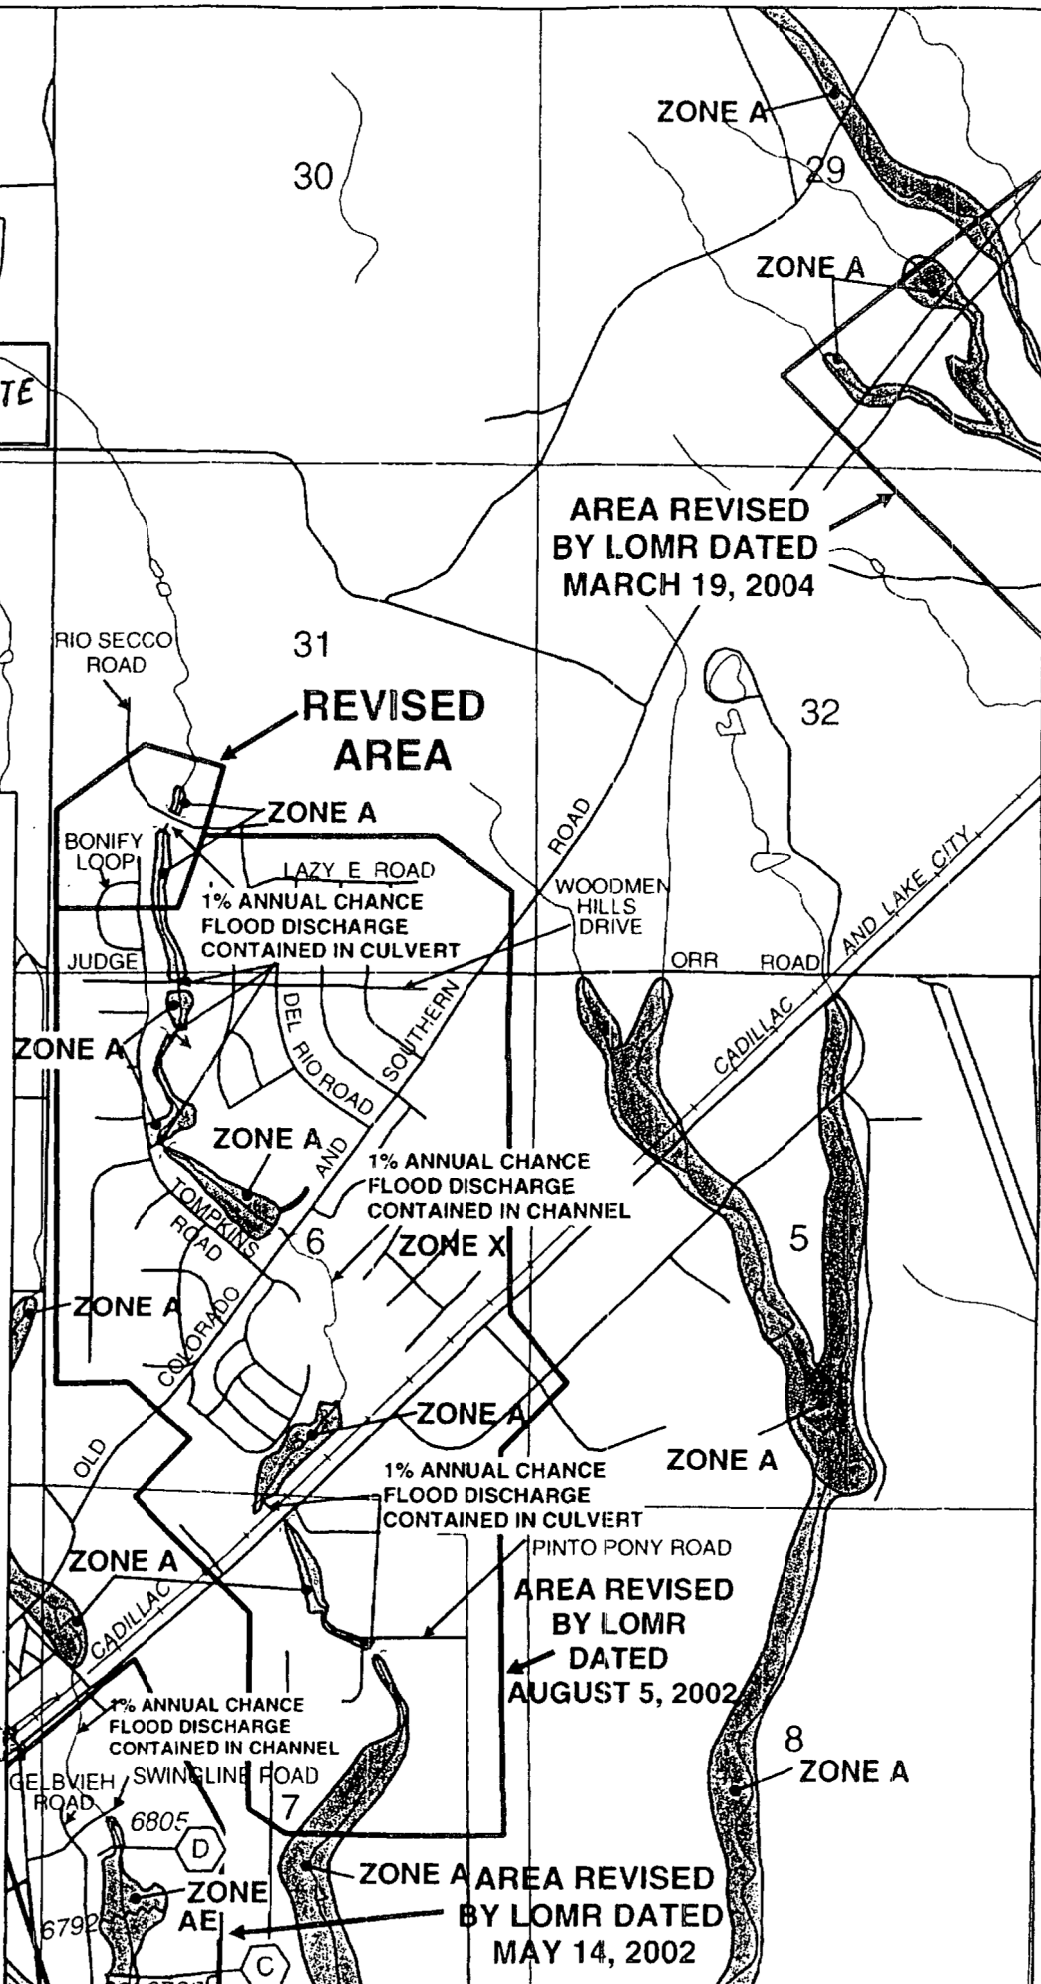 ZONE A
30
29
ZONE A
TE
AREA REVISED
BY LOMR DATED
MARCH 19, 2004
RIO SECCO
ROAD
31
REVISED
AREA
32
ZONE A
BONIFY
LOOP
ROAD
LAZY E ROAD
1% ANNUAL CHANCE
FLOOD DISCHARGE
CONTAINED IN CULVERT
WOODMEN
HILLS
DRIVE
AND LAKE CITY
JUDGE
ORR ROAD
DEL RIO ROAD
SOUTHERN
CADILLAC
ZONE A
ZONE A
AND
1% ANNUAL CHANCE
FLOOD DISCHARGE
CONTAINED IN CHANNEL
TOMPKINS
ROAD
6
ZONE X
5
ZONE A
COLORADO
ZONE A
OLD
ZONE A
1% ANNUAL CHANCE
FLOOD DISCHARGE
CONTAINED IN CULVERT
PINTO PONY ROAD
ZONE A
CADILLAC
AREA REVISED
BY LOMR
DATED
AUGUST 5, 2002
1% ANNUAL CHANCE
FLOOD DISCHARGE
CONTAINED IN CHANNEL
8
ZONE A
GELBVIEH
ROAD
SWINGLINE ROAD
7
6805
D
ZONE A
ZONE
AE
6792
AREA REVISED
BY LOMR DATED
MAY 14, 2002
C